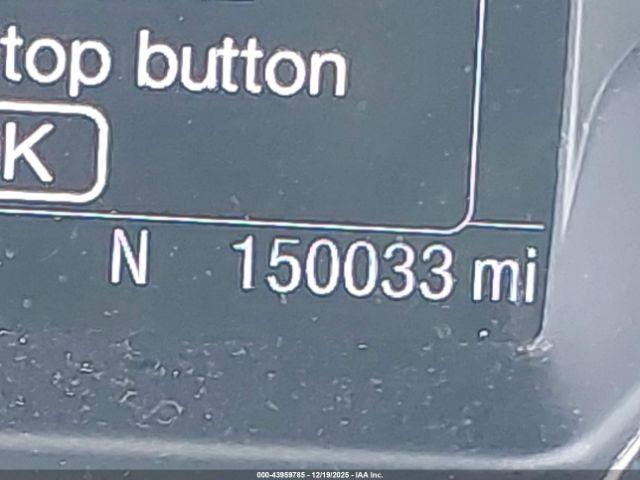 top button
K
N 150033 mi
000-43959785 - 12/19/2025 - IAA Inc.